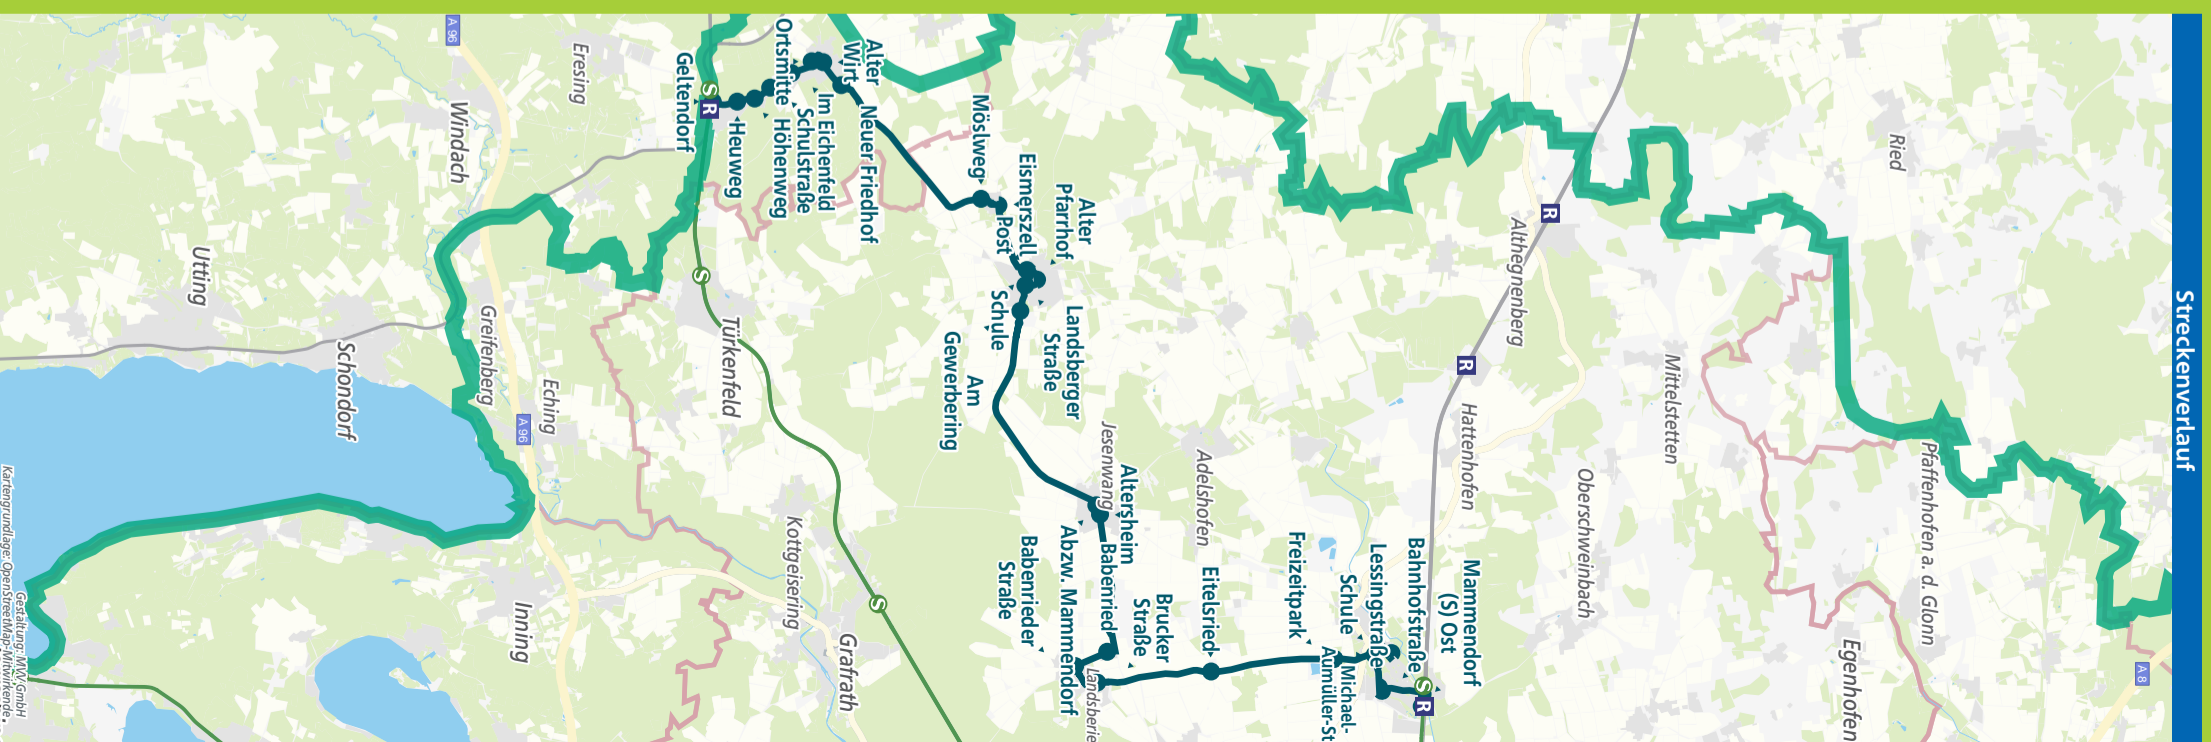 Streckenverlauf
A 8
Ried
Pfaffenhofen a. d. Glonn
Egenhofen
Mittelstetten
Oberschweinbach
R
Althegnenberg
R
Hattenhofen
Mammendorf
(S) Ost
S R
Bahnhofstraße
Lessingstraße
Schule
Michael-
Aumüller-St
Freizeitpark
Adelshofen
Eitelsried
Brucker
Straße
Altersheim
Jesenwang
Babenried
Landsberie
Abzw. Mammendorf
Babenrieder
Straße
Alter
Pfarrhof
Landsberger
Straße
Eismerszell
Post
Schule
Möslweg
Am
Gewerbering
Alter
Wirt
Neuer Friedhof
Im Eichenfeld
Schulstraße
Ortsmitte
Höhenweg
Heuweg
S R
Geltendorf
S
Türkenfeld
Kottgeisering
S
Grafrath
Eresing
Eching
A 96
Inning
Greifenberg
Windach
A 96
Schondorf
Utting
Gestaltung: MVV GmbH
Kartengrundlage: OpenStreetMap-Mitwirkende